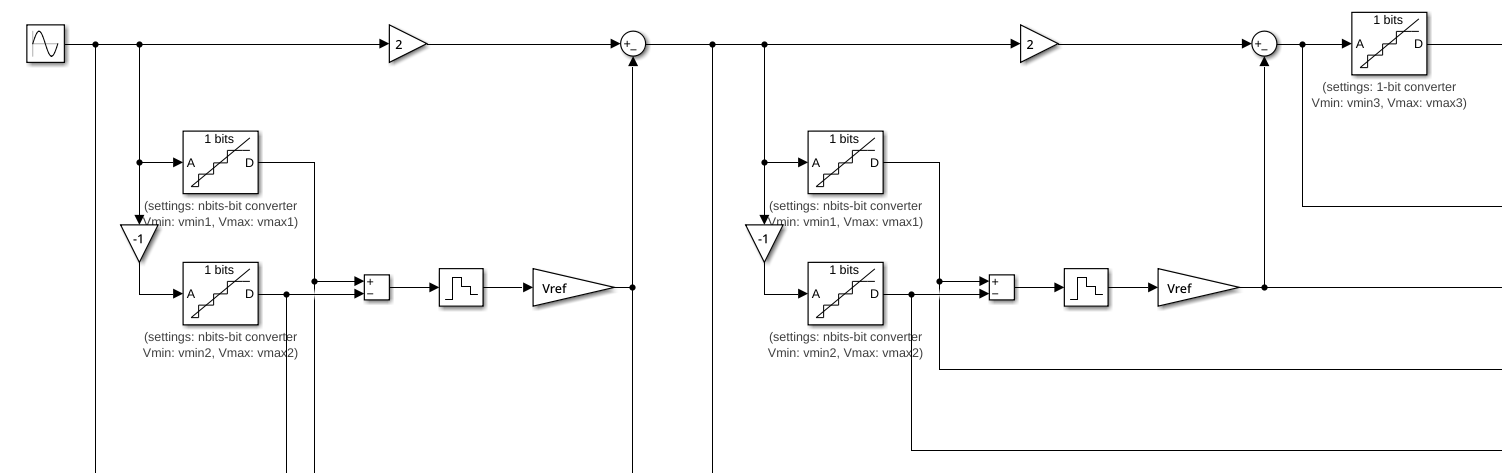 2
+
−
2
+
−
1 bits
A
D
(settings: 1-bit converter
Vmin: vmin3, Vmax: vmax3)
1 bits
A
D
(settings: nbits-bit converter
Vmin: vmin1, Vmax: vmax1)
-1
1 bits
A
D
(settings: nbits-bit converter
Vmin: vmin2, Vmax: vmax2)
+
−
Vref
1 bits
A
D
(settings: nbits-bit converter
Vmin: vmin1, Vmax: vmax1)
-1
1 bits
A
D
(settings: nbits-bit converter
Vmin: vmin2, Vmax: vmax2)
+
−
Vref